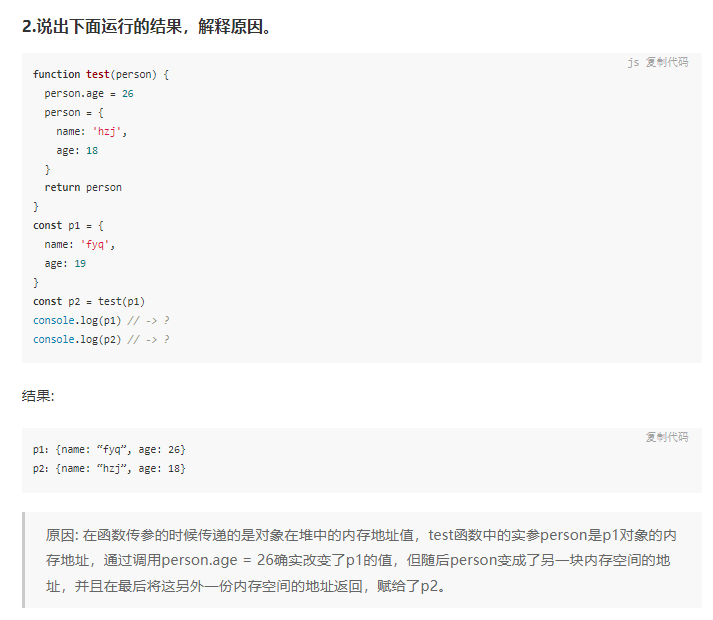 2.说出下面运行的结果，解释原因。
js 复制代码
function test(person) {
  person.age = 26
  person = {
    name: 'hzj',
    age: 18
  }
  return person
}
const p1 = {
  name: 'fyq',
  age: 19
}
const p2 = test(p1)
console.log(p1) // -> ?
console.log(p2) // -> ?
结果:
复制代码
p1：{name: “fyq”, age: 26}
p2：{name: “hzj”, age: 18}
原因: 在函数传参的时候传递的是对象在堆中的内存地址值，test函数中的实参person是p1对象的内
存地址，通过调用person.age = 26确实改变了p1的值，但随后person变成了另一块内存空间的地
址，并且在最后将这另外一份内存空间的地址返回，赋给了p2。